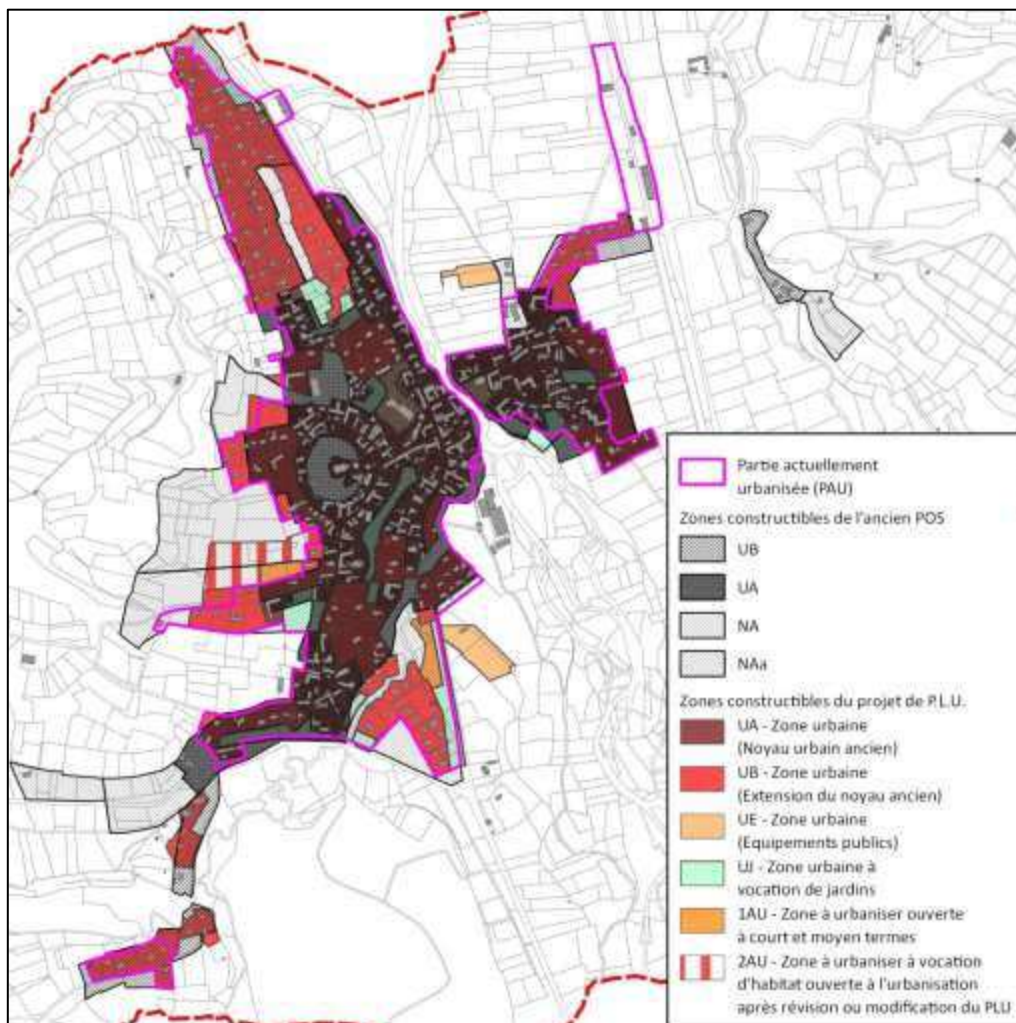 Partie actuellement
urbanisée (PAU)
Zones constructibles de l'ancien POS
UB
UA
NA
NAa
Zones constructibles du projet de P.L.U.
UA - Zone urbaine
(Noyau urbain ancien)
UB - Zone urbaine
(Extension du noyau ancien)
UE - Zone urbaine
(Equipements publics)
UJ - Zone urbaine à
vocation de jardins
1AU - Zone à urbaniser ouverte
à court et moyen termes
2AU - Zone à urbaniser à vocation
d'habitat ouverte à l'urbanisation
après révision ou modification du PLU